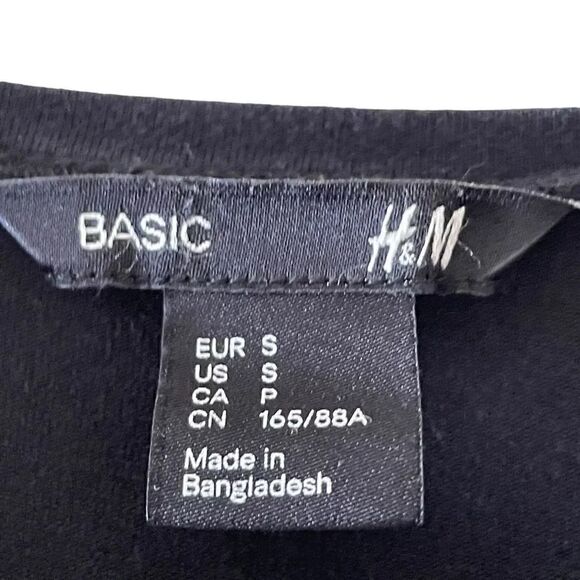 BASIC H&M
EUR S
US S
CA P
CN 165/88A
Made in
Bangladesh